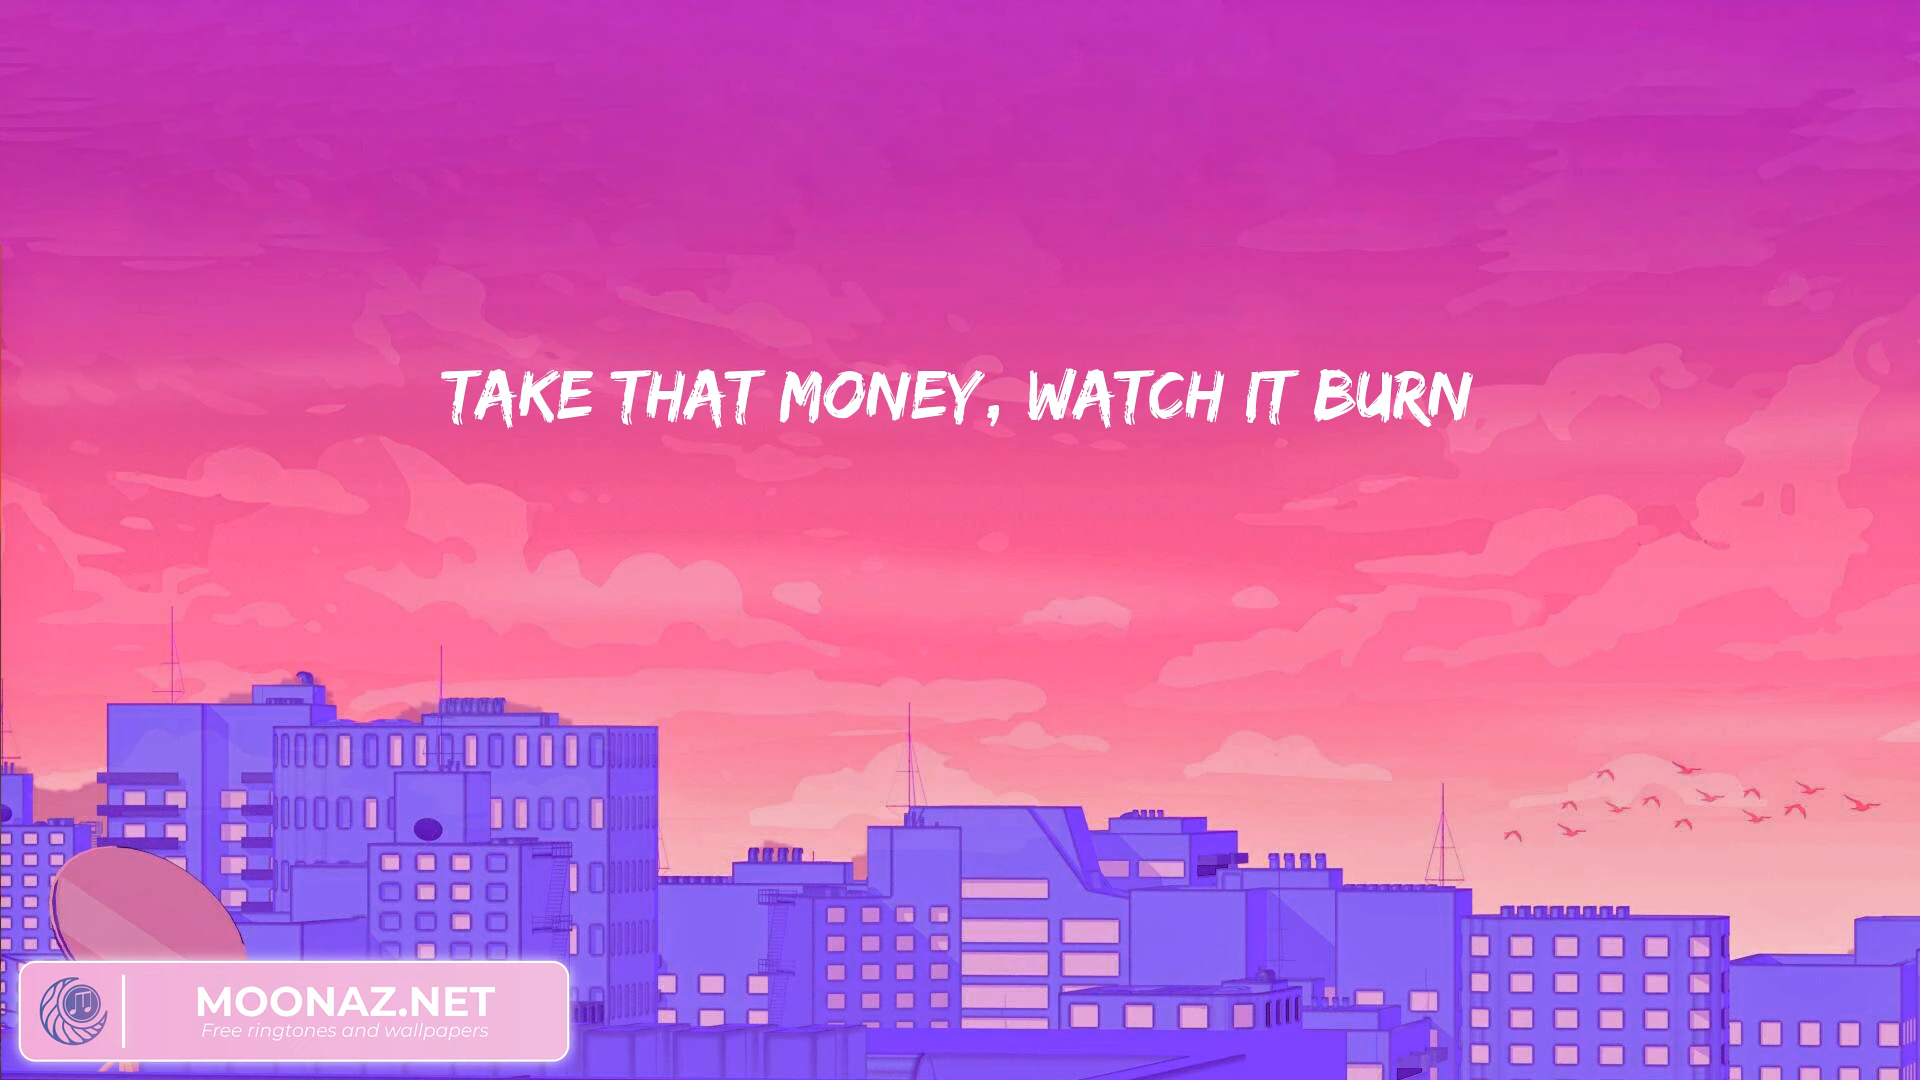 TAKE THAT MONEY, WATCH IT BURN
MOONAZ.NET
Free ringtones and wallpapers